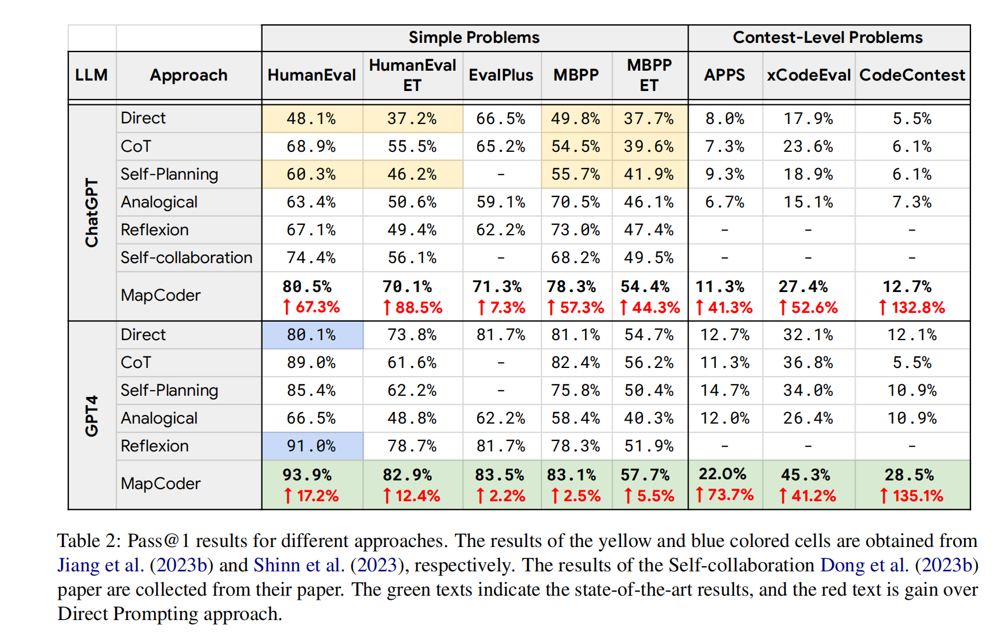 Simple Problems Contest-Level Problems
LLM Approach HumanEval HumanEval ET EvalPlus MBPP MBPP ET APPS xCodeEval CodeContest
ChatGPT
Direct 48.1% 37.2% 66.5% 49.8% 37.7% 8.0% 17.9% 5.5%
CoT 68.9% 55.5% 65.2% 54.5% 39.6% 7.3% 23.6% 6.1%
Self-Planning 60.3% 46.2% - 55.7% 41.9% 9.3% 18.9% 6.1%
Analogical 63.4% 50.6% 59.1% 70.5% 46.1% 6.7% 15.1% 7.3%
Reflexion 67.1% 49.4% 62.2% 73.0% 47.4% - - -
Self-collaboration 74.4% 56.1% - 68.2% 49.5% - - -
MapCoder 80.5% 70.1% 71.3% 78.3% 54.4% 11.3% 27.4% 12.7%
↑ 67.3% ↑ 88.5% ↑ 7.3% ↑ 57.3% ↑ 44.3% ↑ 41.3% ↑ 52.6% ↑ 132.8%
GPT4
Direct 80.1% 73.8% 81.7% 81.1% 54.7% 12.7% 32.1% 12.1%
CoT 89.0% 61.6% - 82.4% 56.2% 11.3% 36.8% 5.5%
Self-Planning 85.4% 62.2% - 75.8% 50.4% 14.7% 34.0% 10.9%
Analogical 66.5% 48.8% 62.2% 58.4% 40.3% 12.0% 26.4% 10.9%
Reflexion 91.0% 78.7% 81.7% 78.3% 51.9% - - -
MapCoder 93.9% 82.9% 83.5% 83.1% 57.7% 22.0% 45.3% 28.5%
↑ 17.2% ↑ 12.4% ↑ 2.2% ↑ 2.5% ↑ 5.5% ↑ 73.7% ↑ 41.2% ↑ 135.1%
Table 2: Pass@1 results for different approaches. The results of the yellow and blue colored cells are obtained from
Jiang et al. (2023b) and Shinn et al. (2023), respectively. The results of the Self-collaboration Dong et al. (2023b)
paper are collected from their paper. The green texts indicate the state-of-the-art results, and the red text is gain over
Direct Prompting approach.